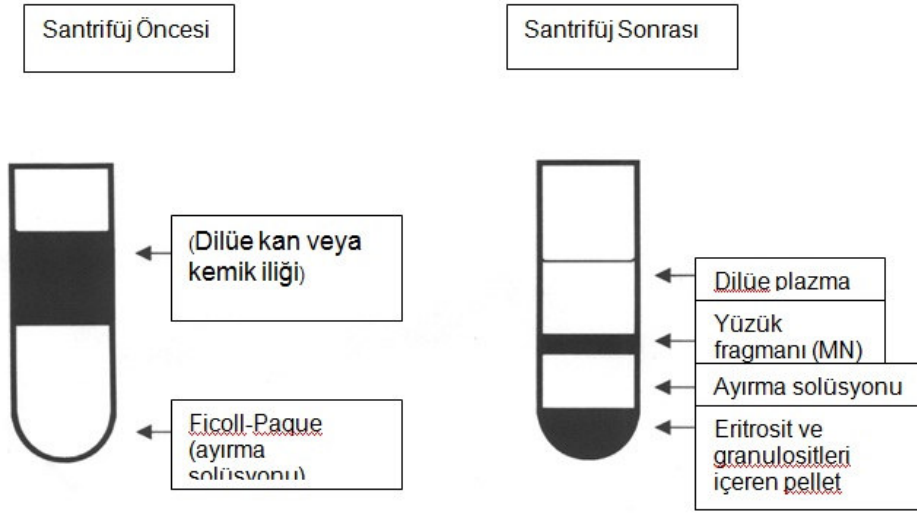 Santrifüj Öncesi
Santrifüj Sonrası
(Dilüe kan veya
kemik iliği)
Ficoll-Paque
(ayırma
solüsyonu)
Dilüe plazma
Yüzük
fragmanı (MN)
Ayırma solüsyonu
Eritrosit ve
granulositleri
içeren pellet